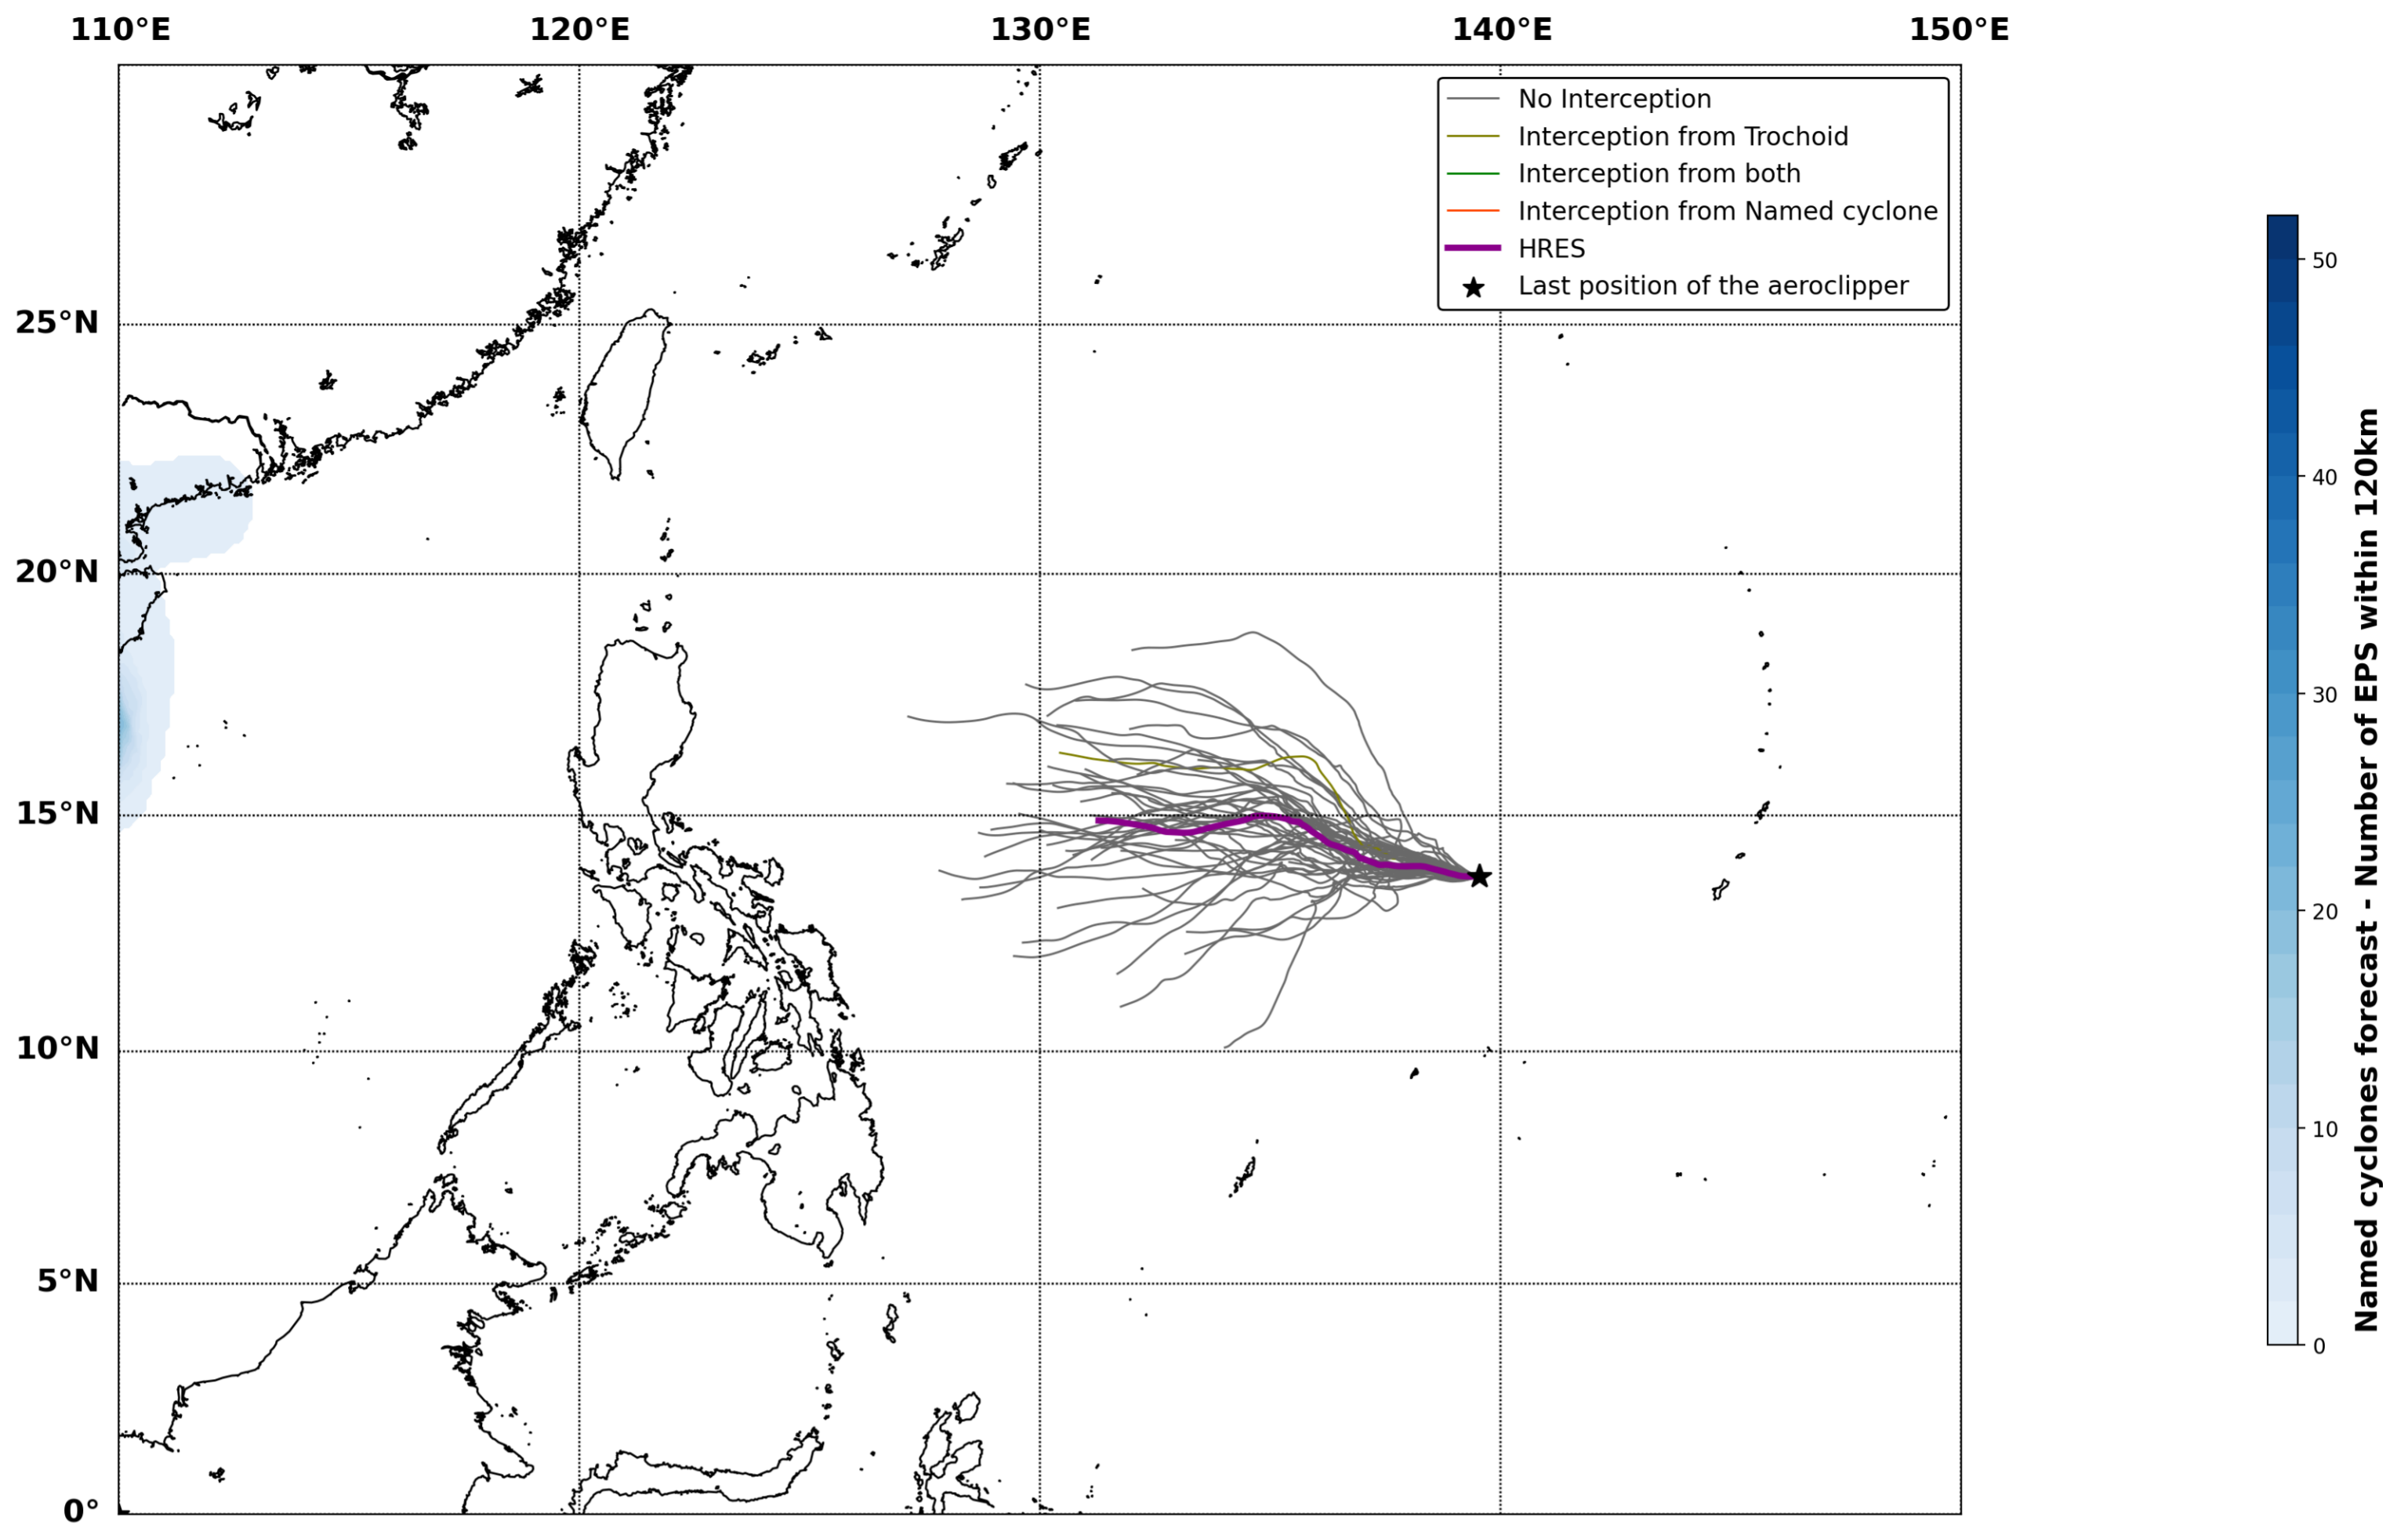 110°E 120°E 130°E 140°E 150°E
No Interception
Interception from Trochoid
Interception from both
Interception from Named cyclone
HRES
Last position of the aeroclipper
25°N
20°N
15°N
10°N
5°N
0°
50
40
30
20
10
0
Named cyclones forecast - Number of EPS within 120km